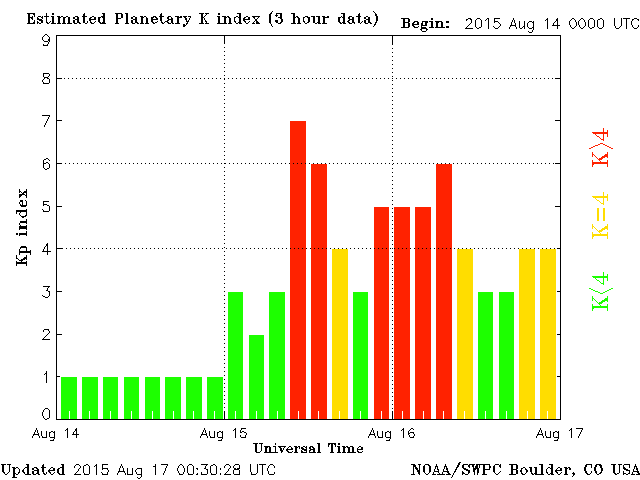 Estimated Planetary K index (3 hour data)
Begin: 2015 Aug 14 0000 UTC
9
8
7
6
5
4
3
2
1
0
Kp index
K>4
K=4
K<4
Aug 14
Aug 15
Aug 16
Aug 17
Universal Time
Updated 2015 Aug 17 00:30:28 UTC
NOAA/SWPC Boulder, CO USA